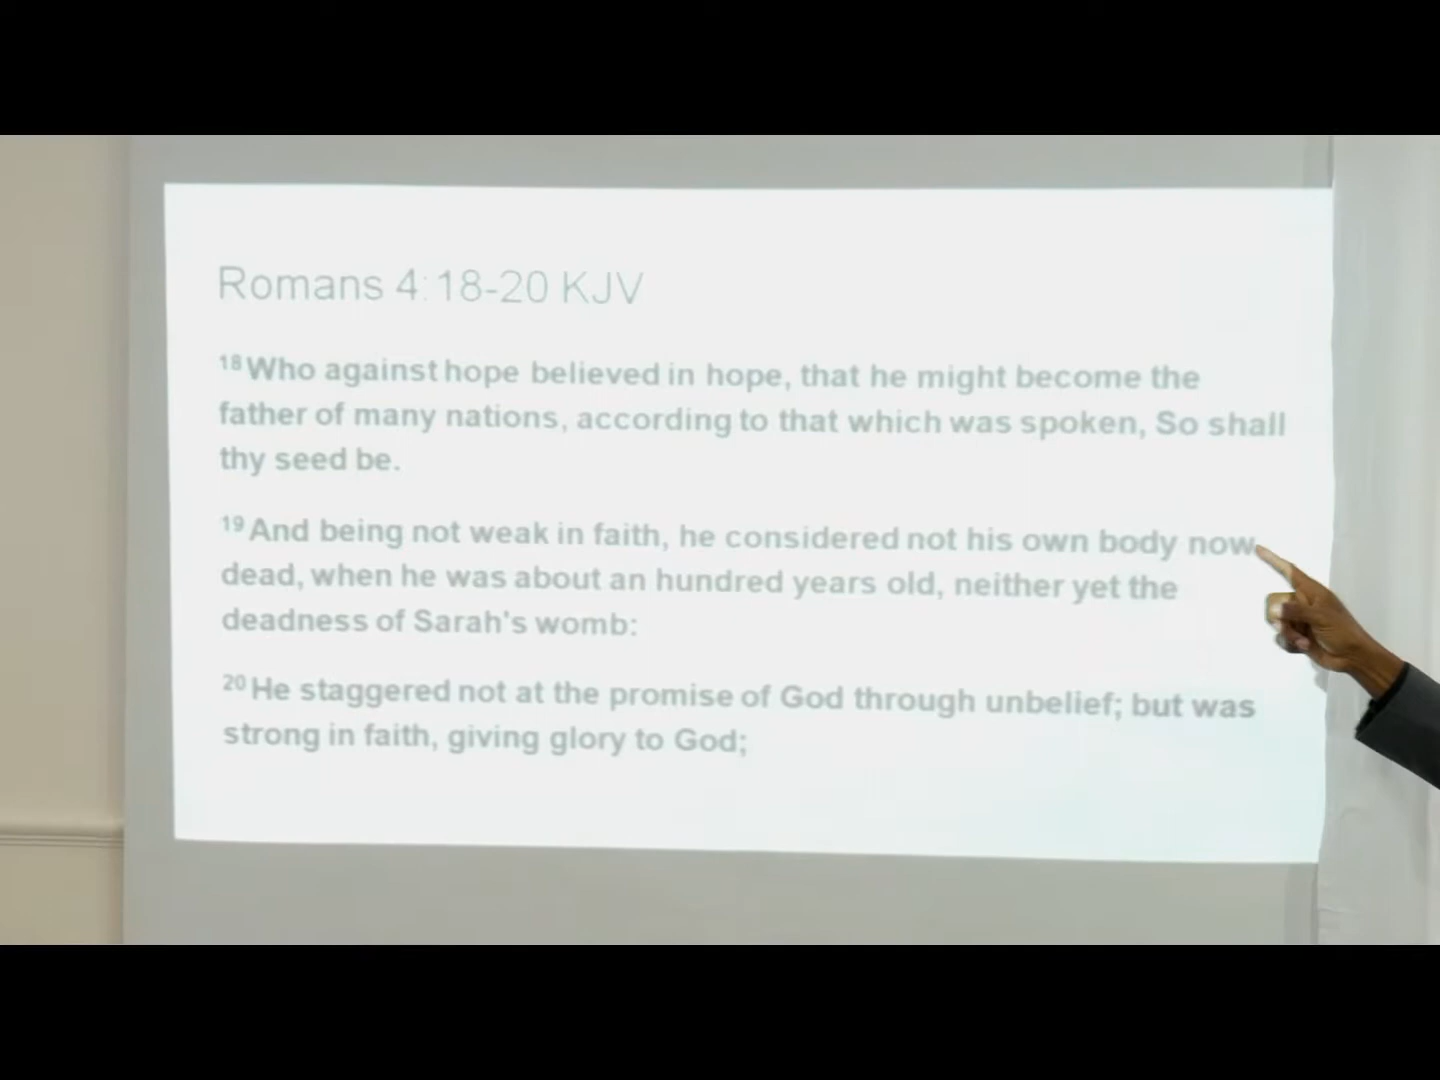 Romans 4:18-20 KJV
18 Who against hope believed in hope, that he might become the
father of many nations, according to that which was spoken, So shall
thy seed be.
19 And being not weak in faith, he considered not his own body now
dead, when he was about an hundred years old, neither yet the
deadness of Sarah's womb:
20 He staggered not at the promise of God through unbelief; but was
strong in faith, giving glory to God;